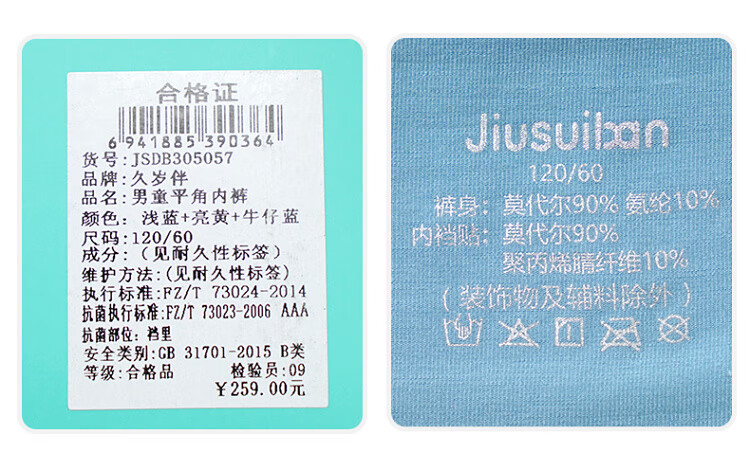 合格证
6 941885 390364
货号:JSDB305057
品牌:久岁伴
品名:男童平角内裤
颜色: 浅蓝+亮黄+牛仔蓝
尺码:120/60
成分:(见耐久性标签)
维护方法:(见耐久性标签)
执行标准:FZ/T 73024-2014
抗菌执行标准:FZ/T 73023-2006 AAA
抗菌部位: 裆里
安全类别:GB 31701-2015 B类
等级:合格品 检验员:09
￥259.00元
Jiusuiban
120/60
裤身: 莫代尔90% 氨纶10%
内裆贴: 莫代尔90%
聚丙烯腈纤维10%
(装饰物及辅料除外)